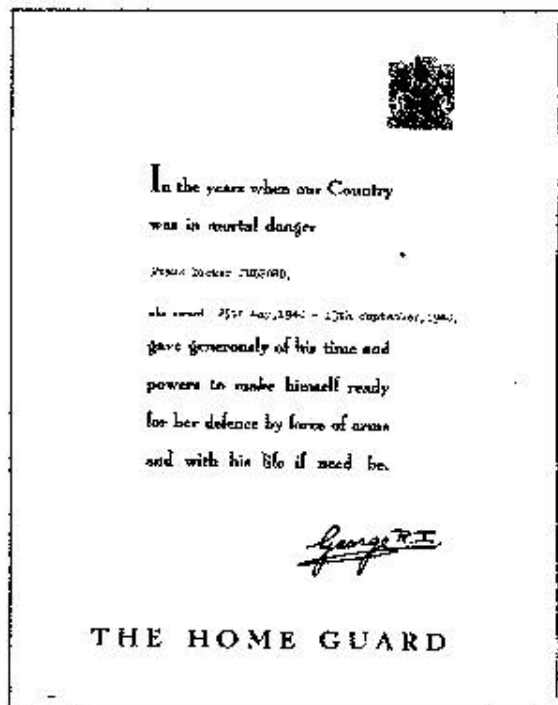 In the years when our Country
was in mortal danger
who served
gave generously of his time and
powers to make himself ready
for her defence by force of arms
and with his life if need be.
George R.I.
THE HOME GUARD